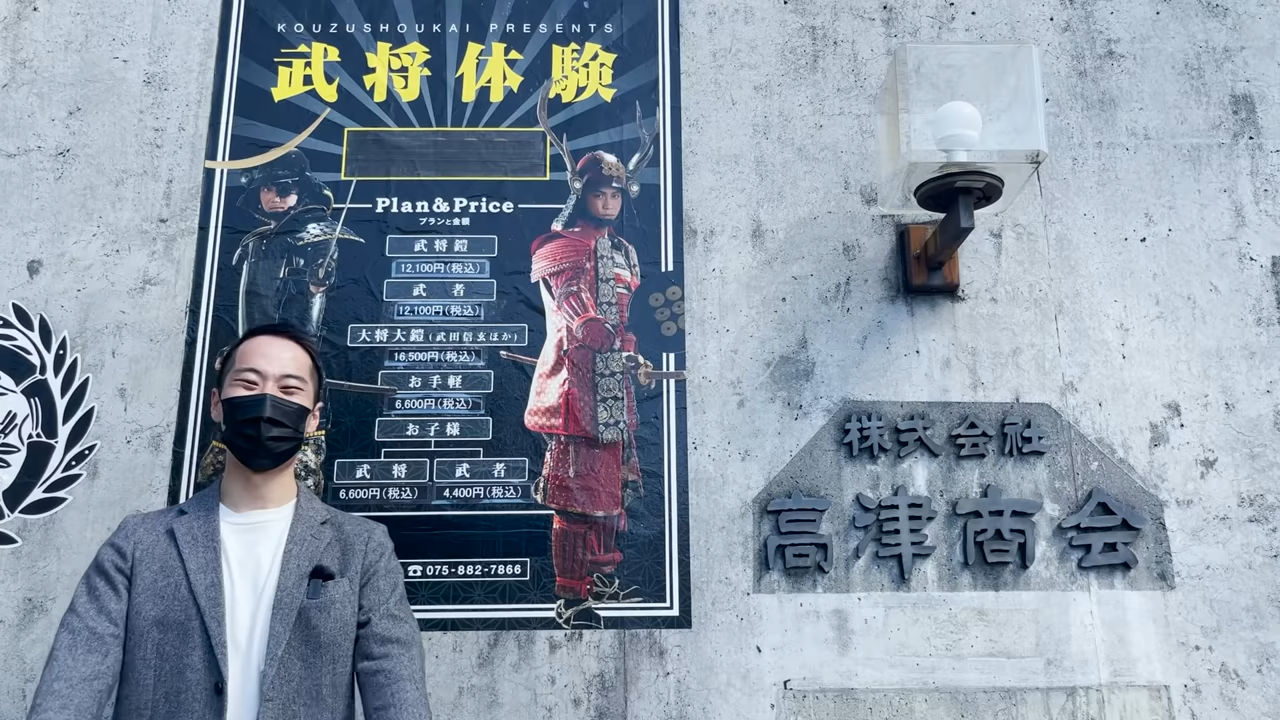 KOUZUSHOUKAI PRESENTS
武将体験
Plan&Price
プランと金額
武将鎧
12,100円(税込)
武者
12,100円(税込)
大将大鎧(武田信玄ほか)
16,500円(税込)
お手軽
6,600円(税込)
お子様
武将 武者
6,600円(税込) 4,400円(税込)
☎075-882-7866
株式会社
高津商会